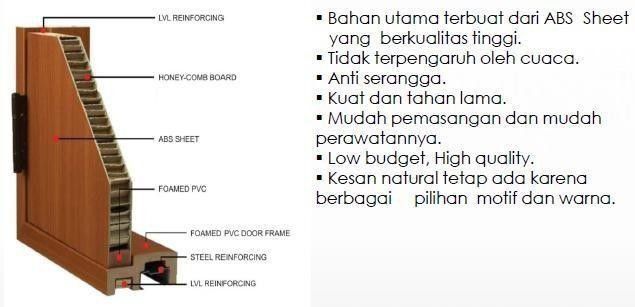 LVL REINFORCING
HONEY-COMB BOARD
ABS SHEET
FOAMED PVC
FOAMED PVC DOOR FRAME
STEEL REINFORCING
LVL REINFORCING
▪ Bahan utama terbuat dari ABS Sheet
yang berkualitas tinggi.
▪ Tidak terpengaruh oleh cuaca.
▪ Anti serangga.
▪ Kuat dan tahan lama.
▪ Mudah pemasangan dan mudah
perawatannya.
▪ Low budget, High quality.
▪ Kesan natural tetap ada karena
berbagai pilihan motif dan warna.